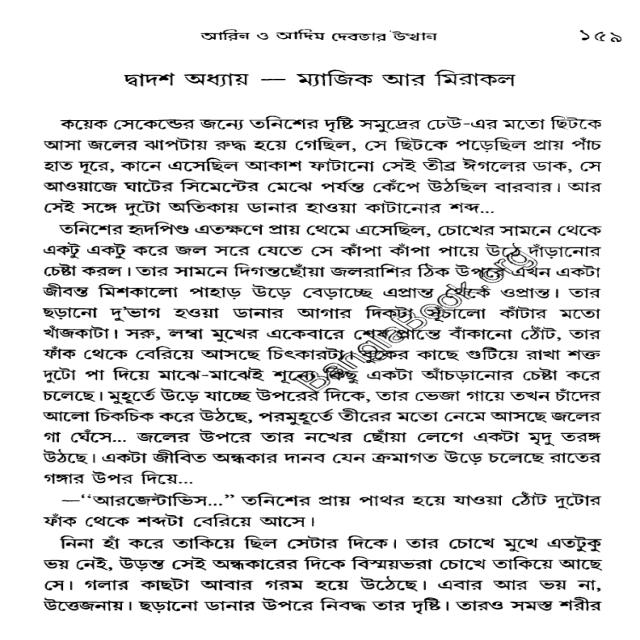 আরিন ও আদিম দেবতার উত্থান ১৫৯
দ্বাদশ অধ্যায় — ম্যাজিক আর মিরাকল
কয়েক সেকেন্ডের জন্যে তনিশের দৃষ্টি সমুদ্রের ঢেউ-এর মতো ছিটকে
আসা জলের ঝাপটায় রুদ্ধ হয়ে গেছিল, সে ছিটকে পড়েছিল প্রায় পাঁচ
হাত দূরে, কানে এসেছিল আকাশ ফাটানো সেই তীব্র ঈগলের ডাক, সে
আওয়াজে ঘাটের সিমেন্টের মেঝে পর্যন্ত কেঁপে উঠছিল বারবার। আর
সেই সঙ্গে দুটো অতিকায় ডানার হাওয়া কাটানোর শব্দ...
তনিশের হৃদপিণ্ড এতক্ষণে প্রায় থেমে এসেছিল, চোখের সামনে থেকে
একটু একটু করে জল সরে যেতে সে কাঁপা কাঁপা পায়ে উঠে দাঁড়ানোর
চেষ্টা করল। তার সামনে দিগন্তছোঁয়া জলরাশির ঠিক উপরে এখন একটা
জীবন্ত মিশকালো পাহাড় উড়ে বেড়াচ্ছে এপ্রান্ত থেকে ওপ্রান্ত। তার
ছড়ানো দু'ভাগ হওয়া ডানার আগার দিকটা ছুঁচালো কাঁটার মতো
খাঁজকাটা। সরু, লম্বা মুখের একেবারে শেষ প্রান্তে বাঁকানো ঠোঁট, তার
ফাঁক থেকে বেরিয়ে আসছে চিৎকারটা। বুকের কাছে গুটিয়ে রাখা শক্ত
দুটো পা দিয়ে মাঝে-মাঝেই শূন্যে কিছু একটা আঁচড়ানোর চেষ্টা করে
চলেছে। মুহূর্তে উড়ে যাচ্ছে উপরের দিকে, তার ভেজা গায়ে তখন চাঁদের
আলো চিকচিক করে উঠছে, পরমুহূর্তে তীরের মতো নেমে আসছে জলের
গা ঘেঁসে... জলের উপরে তার নখের ছোঁয়া লেগে একটা মৃদু তরঙ্গ
উঠছে। একটা জীবিত অন্ধকার দানব যেন ক্রমাগত উড়ে চলেছে রাতের
গঙ্গার উপর দিয়ে...
—“আরজেন্টাভিস...” তনিশের প্রায় পাথর হয়ে যাওয়া ঠোঁট দুটোর
ফাঁক থেকে শব্দটা বেরিয়ে আসে।
নিনা হাঁ করে তাকিয়ে ছিল সেটার দিকে। তার চোখে মুখে এতটুকু
ভয় নেই, উড়ন্ত সেই অন্ধকারের দিকে বিস্ময়ভরা চোখে তাকিয়ে আছে
সে। গলার কাছটা আবার গরম হয়ে উঠেছে। এবার আর ভয় না,
উত্তেজনায়। ছড়ানো ডানার উপরে নিবদ্ধ তার দৃষ্টি। তারও সমস্ত শরীর
BanglaBook.org